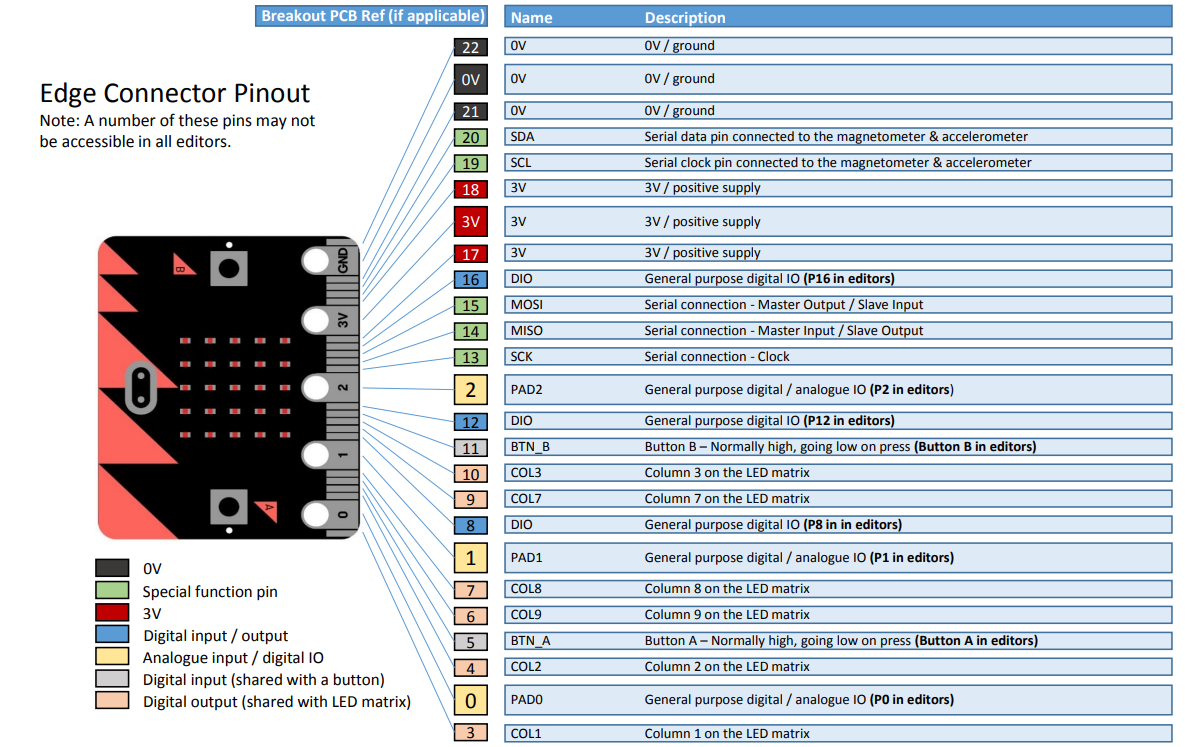 Breakout PCB Ref (if applicable) Name Description
22 0V 0V / ground
0V 0V 0V / ground
21 0V 0V / ground
20 SDA Serial data pin connected to the magnetometer & accelerometer
19 SCL Serial clock pin connected to the magnetometer & accelerometer
18 3V 3V / positive supply
3V 3V 3V / positive supply
17 3V 3V / positive supply
16 DIO General purpose digital IO (P16 in editors)
15 MOSI Serial connection - Master Output / Slave Input
14 MISO Serial connection - Master Input / Slave Output
13 SCK Serial connection - Clock
2 PAD2 General purpose digital / analogue IO (P2 in editors)
12 DIO General purpose digital IO (P12 in editors)
11 BTN_B Button B – Normally high, going low on press (Button B in editors)
10 COL3 Column 3 on the LED matrix
9 COL7 Column 7 on the LED matrix
8 DIO General purpose digital IO (P8 in in editors)
1 PAD1 General purpose digital / analogue IO (P1 in editors)
7 COL8 Column 8 on the LED matrix
6 COL9 Column 9 on the LED matrix
5 BTN_A Button A – Normally high, going low on press (Button A in editors)
4 COL2 Column 2 on the LED matrix
0 PAD0 General purpose digital / analogue IO (P0 in editors)
3 COL1 Column 1 on the LED matrix
Edge Connector Pinout
Note: A number of these pins may not
be accessible in all editors.
B
GND
3V
2
1
A
0
0V
Special function pin
3V
Digital input / output
Analogue input / digital IO
Digital input (shared with a button)
Digital output (shared with LED matrix)